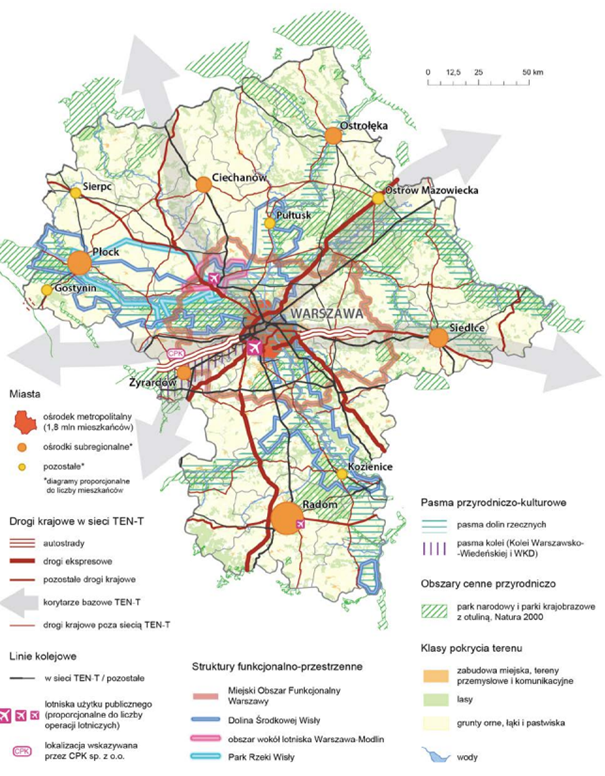 0 12,5 25 50 km
Ostrołęka
Ciechanów
Sierpc
Ostrów Mazowiecka
Pułtusk
Płock
Gostynin
WARSZAWA
Siedlce
CPK
Żyrardów
Kozienice
Radom
Miasta
ośrodek metropolitalny
(1,8 mln mieszkańców)
ośrodki subregionalne*
pozostałe*
*diagramy proporcjonalne
do liczby mieszkańców
Drogi krajowe w sieci TEN-T
autostrady
drogi ekspresowe
pozostałe drogi krajowe
korytarze bazowe TEN-T
drogi krajowe poza siecią TEN-T
Linie kolejowe
w sieci TEN-T / pozostałe
lotniska użytku publicznego
(proporcjonalne do liczby
operacji lotniczych)
CPK
lokalizacja wskazywana
przez CPK sp. z o.o.
Struktury funkcjonalno-przestrzenne
Miejski Obszar Funkcjonalny
Warszawy
Dolina Środkowej Wisły
obszar wokół lotniska Warszawa-Modlin
Park Rzeki Wisły
Pasma przyrodniczo-kulturowe
pasma dolin rzecznych
pasma kolei (Kolei Warszawsko-
-Wiedeńskiej i WKD)
Obszary cenne przyrodniczo
park narodowy i parki krajobrazowe
z otuliną, Natura 2000
Klasy pokrycia terenu
zabudowa miejska, tereny
przemysłowe i komunikacyjne
lasy
grunty orne, łąki i pastwiska
wody